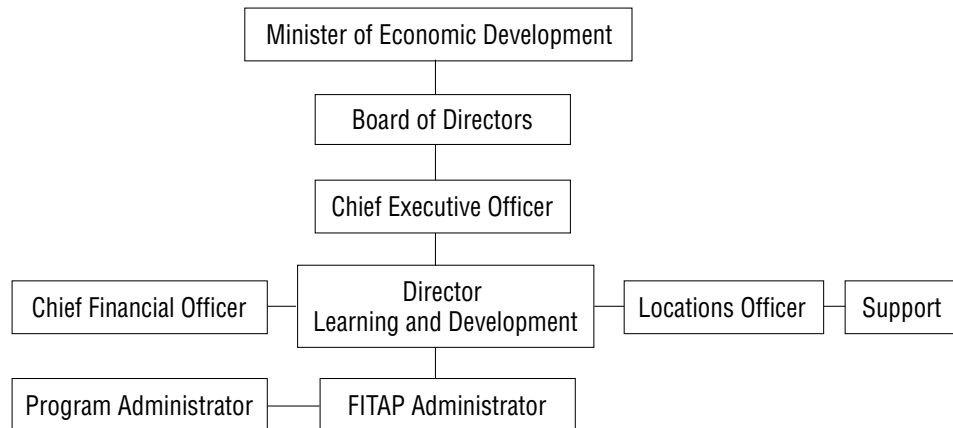 Minister of Economic Development
Board of Directors
Chief Executive Officer
Chief Financial Officer
Director
Learning and Development
Locations Officer
Support
Program Administrator
FITAP Administrator